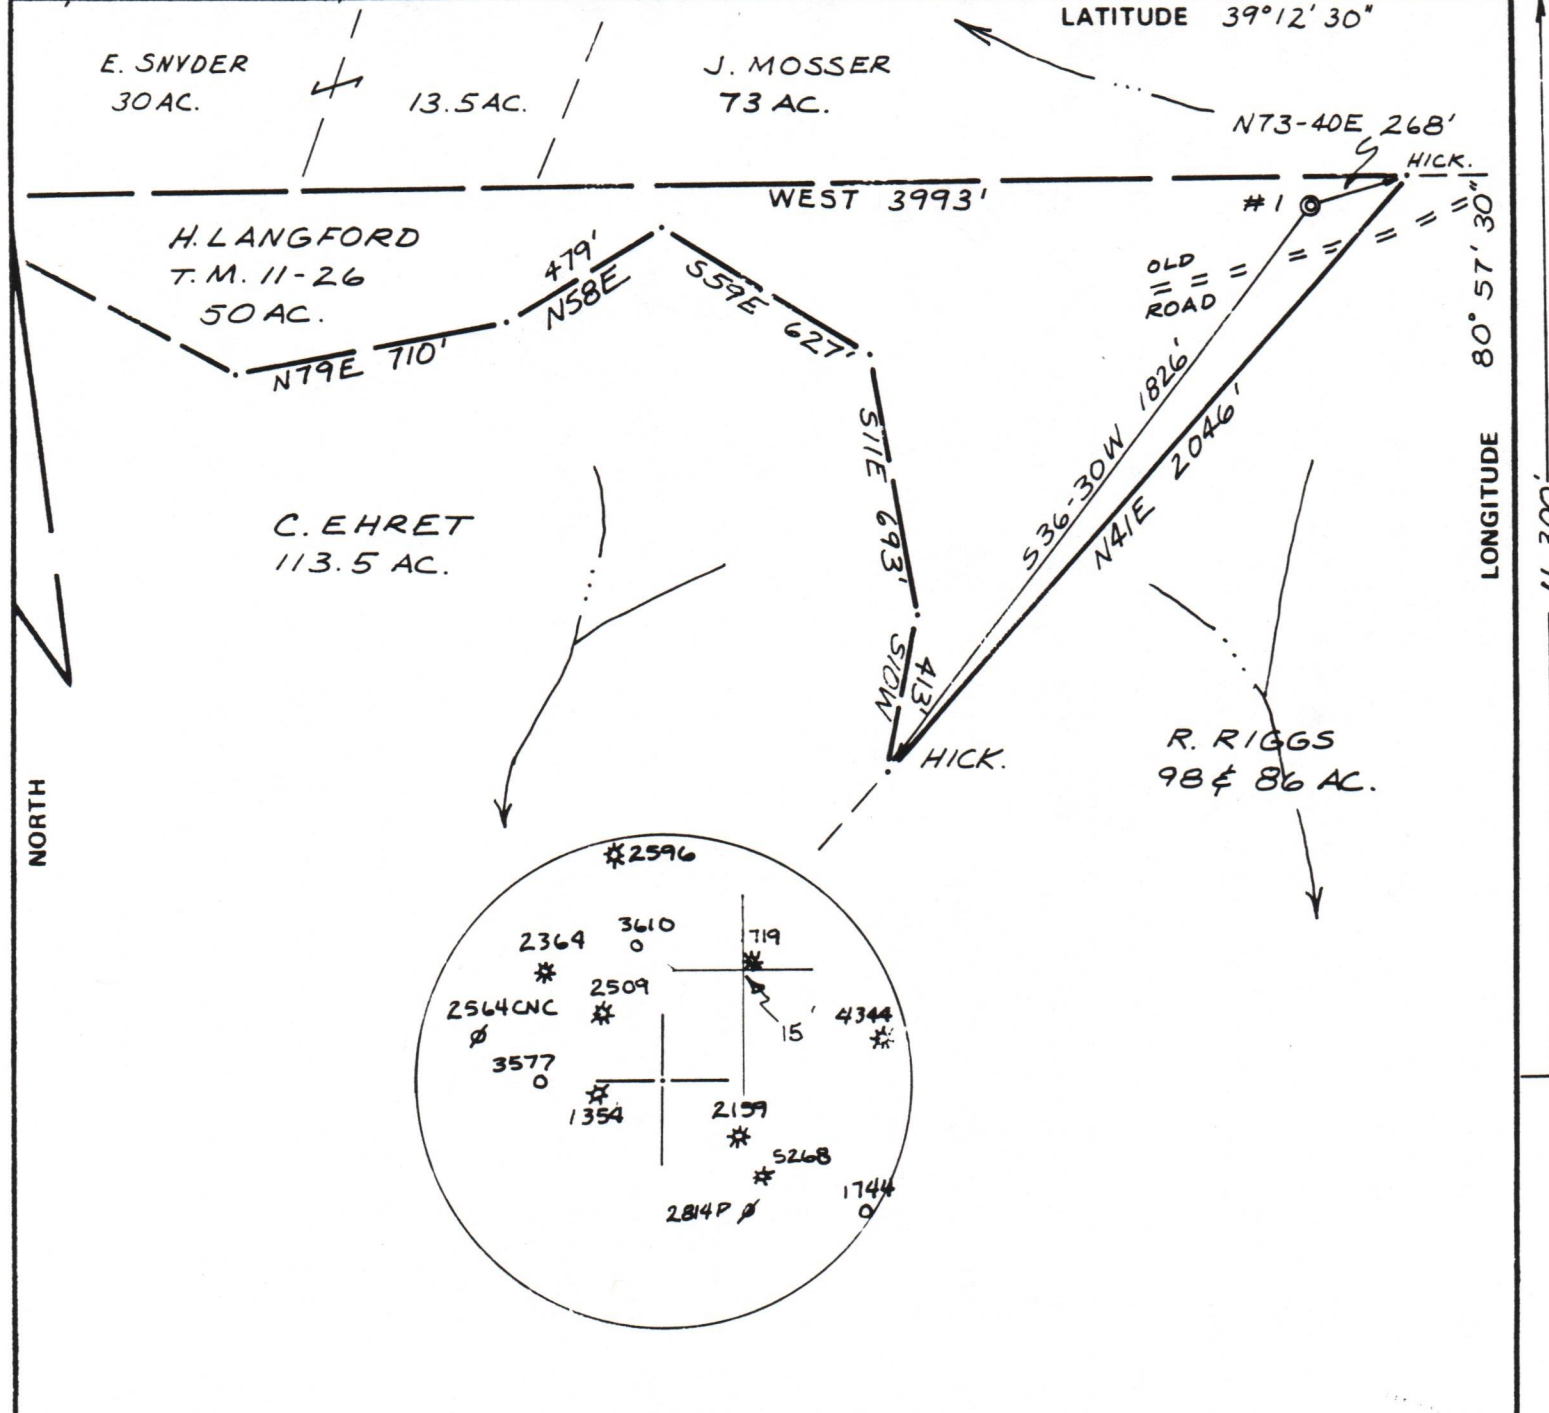 LATITUDE 39°12'30"
E. SNYDER
30 AC.
13.5 AC.
J. MOSSER
73 AC.
N73-40E 268'
HICK.
WEST 3993'
#1
H. LANGFORD
T.M. 11-26
50 AC.
479'
N58E
S59E 627'
OLD
ROAD
80° 57' 30"
LONGITUDE
N79E 710'
S11E 693'
S36-30W 1826'
N41E 2046'
C. EHRET
113.5 AC.
S10W
413'
HICK.
R. RIGGS
98 & 86 AC.
NORTH
2596
3610
2364
719
2509
2564CNC
15'
4344
3577
1354
2159
5268
1744
2814P